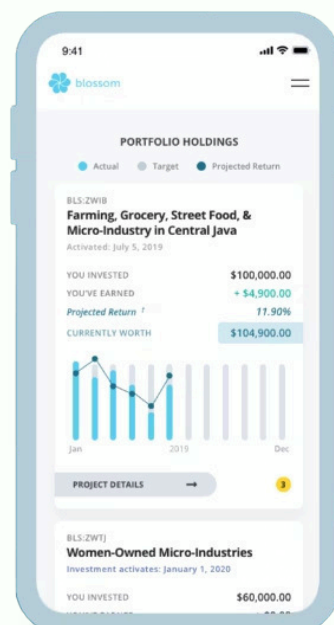 9:41
blossom
PORTFOLIO HOLDINGS
Actual Target Projected Return
BLS:ZWIB
Farming, Grocery, Street Food, &
Micro-Industry in Central Java
Activated: July 5, 2019
YOU INVESTED $100,000.00
YOU'VE EARNED + $4,900.00
Projected Return † 11.90%
CURRENTLY WORTH $104,900.00
Jan 2019 Dec
PROJECT DETAILS → 3
BLS:ZWTJ
Women-Owned Micro-Industries
Investment activates: January 1, 2020
YOU INVESTED $60,000.00